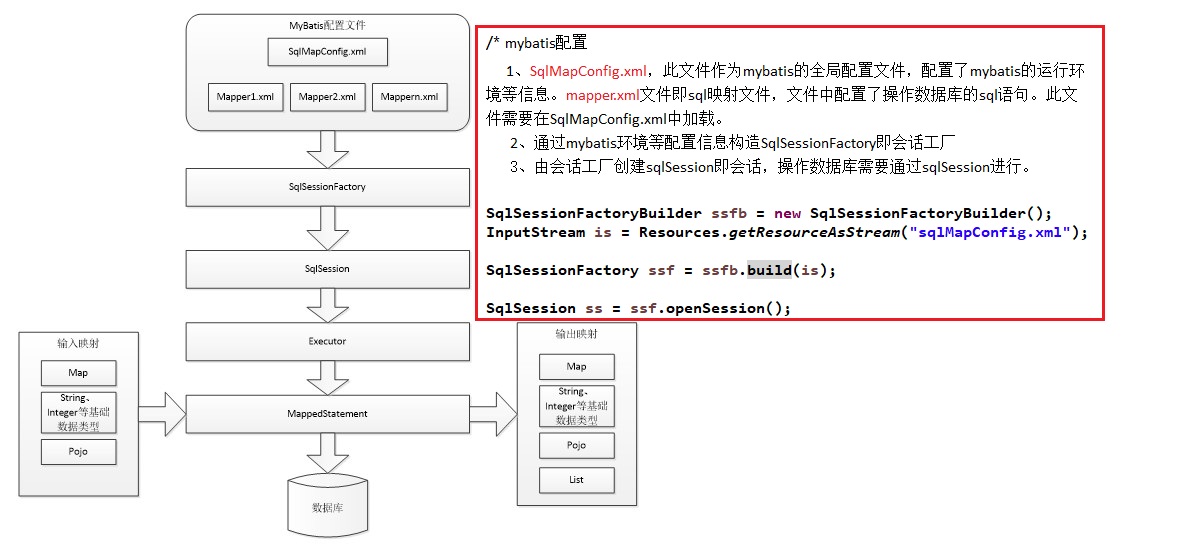 MyBatis配置文件
SqlMapConfig.xml
Mapper1.xml
Mapper2.xml
Mappern.xml
SqlSessionFactory
SqlSession
Executor
MappedStatement
数据库
输入映射
Map
String、
Integer等基础
数据类型
Pojo
输出映射
Map
String、
Integer等基础
数据类型
Pojo
List
/* mybatis配置
1、SqlMapConfig.xml，此文件作为mybatis的全局配置文件，配置了mybatis的运行环
境等信息。mapper.xml文件即sql映射文件，文件中配置了操作数据库的sql语句。此文
件需要在SqlMapConfig.xml中加载。
2、通过mybatis环境等配置信息构造SqlSessionFactory即会话工厂
3、由会话工厂创建sqlSession即会话，操作数据库需要通过sqlSession进行。
SqlSessionFactoryBuilder ssfb = new SqlSessionFactoryBuilder();
InputStream is = Resources.getResourceAsStream("sqlMapConfig.xml");
SqlSessionFactory ssf = ssfb.build(is);
SqlSession ss = ssf.openSession();